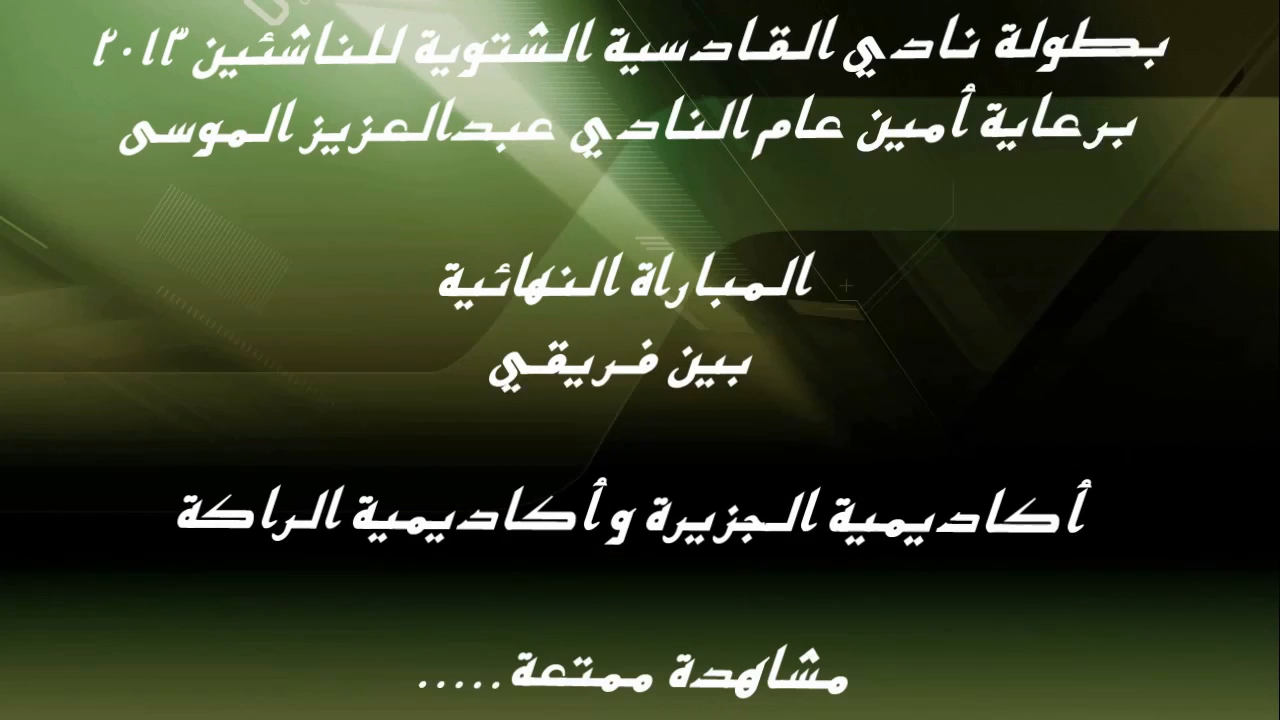 بطولة نادي القادسية الشتوية للناشئين ٢٠١٣
برعاية أمين عام النادي عبدالعزيز الموسى
المباراة النهائية
بين فريقي
أكاديمية الجزيرة وأكاديمية الراكة
مشاهدة ممتعة.....